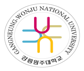 GANGNEUNG-WONJU NATIONAL UNIVERSITY
강릉원주대학교